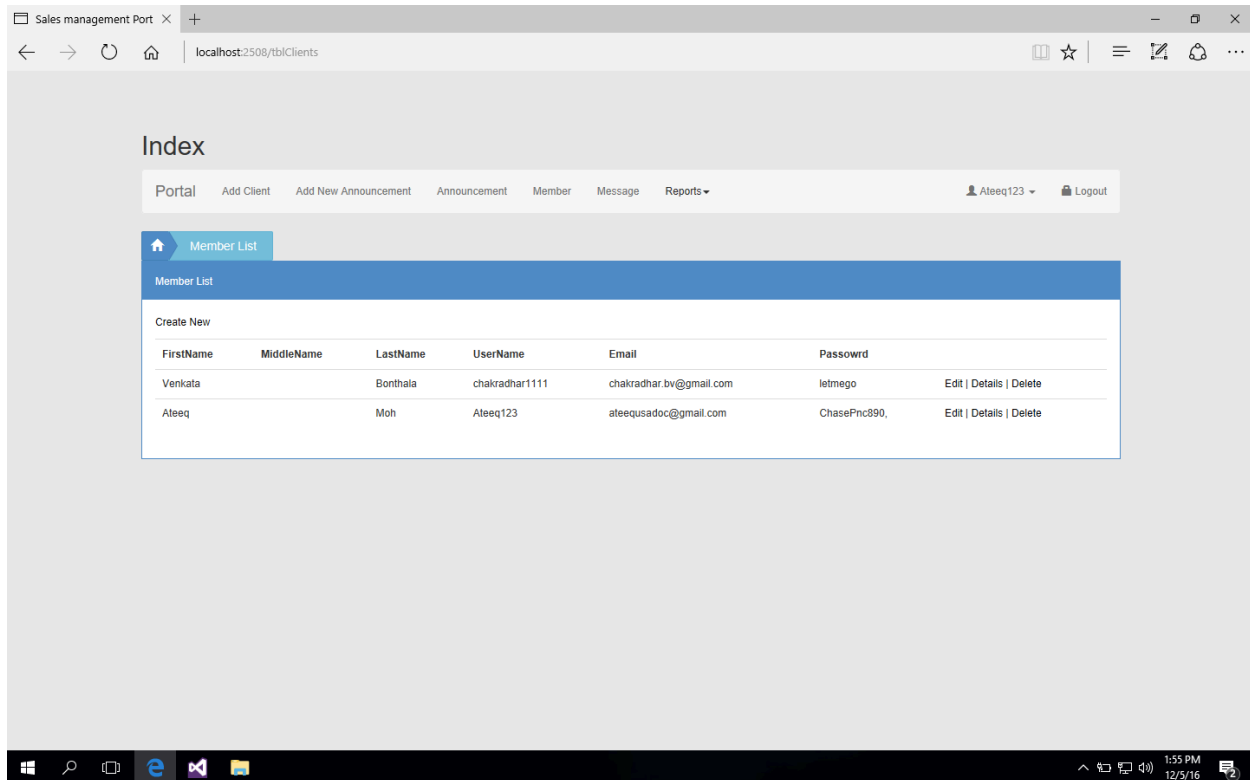 Sales management Port
localhost:2508/tblClients
Index
Portal Add Client Add New Announcement Announcement Member Message Reports Ateeq123 Logout
Member List
Member List
Create New
FirstName MiddleName LastName UserName Email Passowrd
Venkata Bonthala chakradhar1111 chakradhar.bv@gmail.com letmego Edit | Details | Delete
Ateeq Moh Ateeq123 ateequsadoc@gmail.com ChasePnc890, Edit | Details | Delete
1:55 PM
12/5/16
2